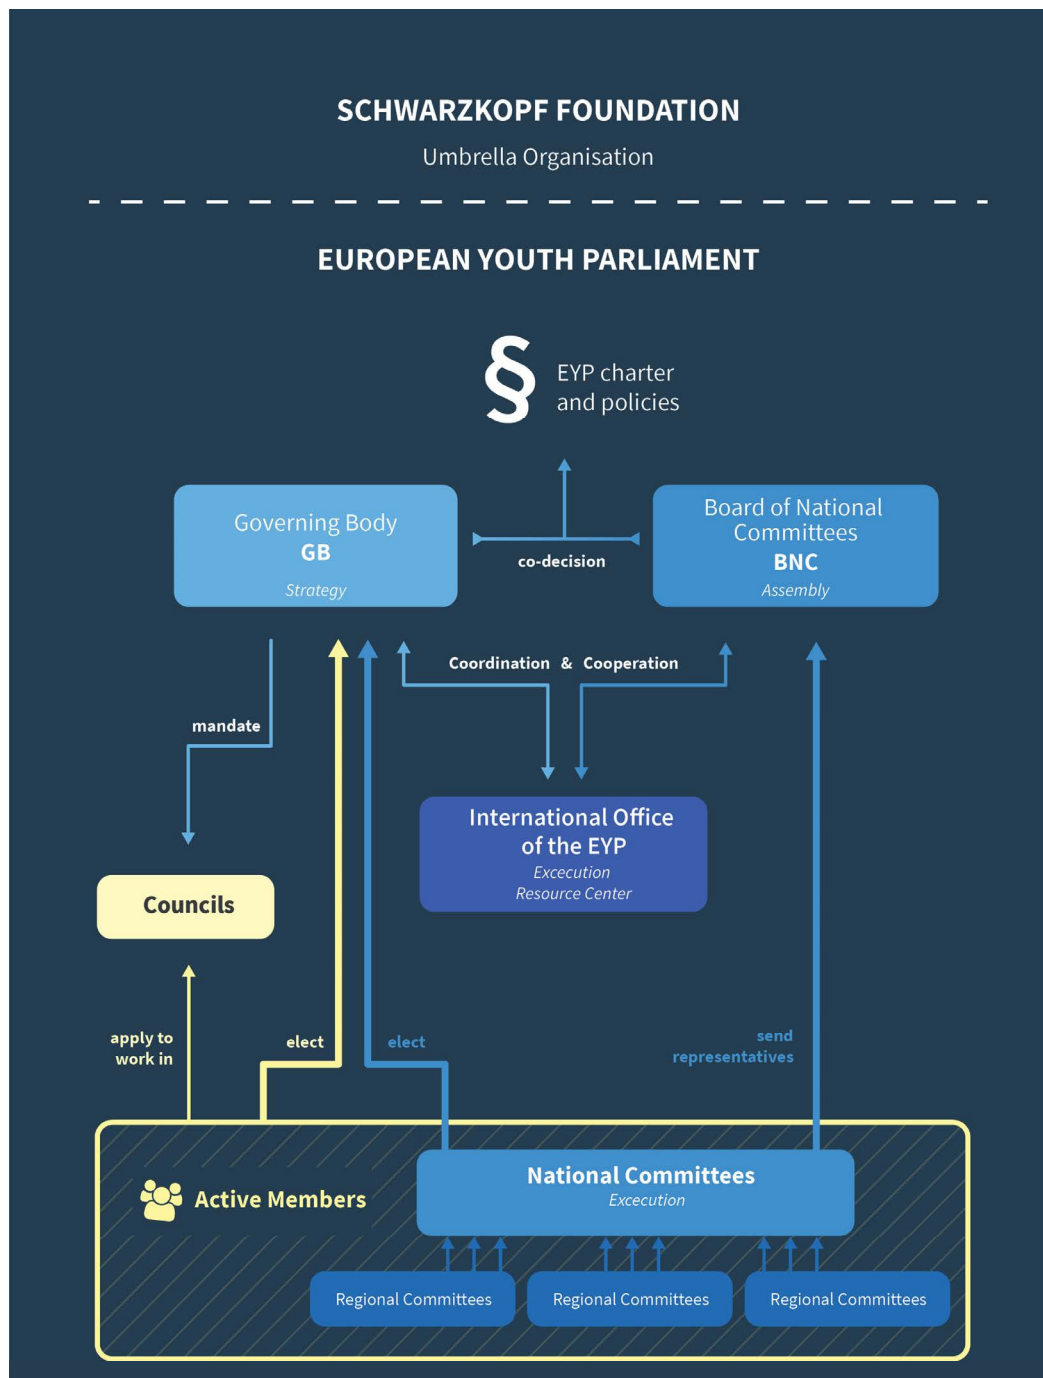 SCHWARZKOPF FOUNDATION
Umbrella Organisation
EUROPEAN YOUTH PARLIAMENT
§
EYP charter
and policies
Governing Body
GB
Strategy
co-decision
Board of National
Committees
BNC
Assembly
Coordination & Cooperation
mandate
International Office
of the EYP
Excecution
Resource Center
Councils
apply to
work in
elect
elect
send
representatives
Active Members
National Committees
Excecution
Regional Committees
Regional Committees
Regional Committees